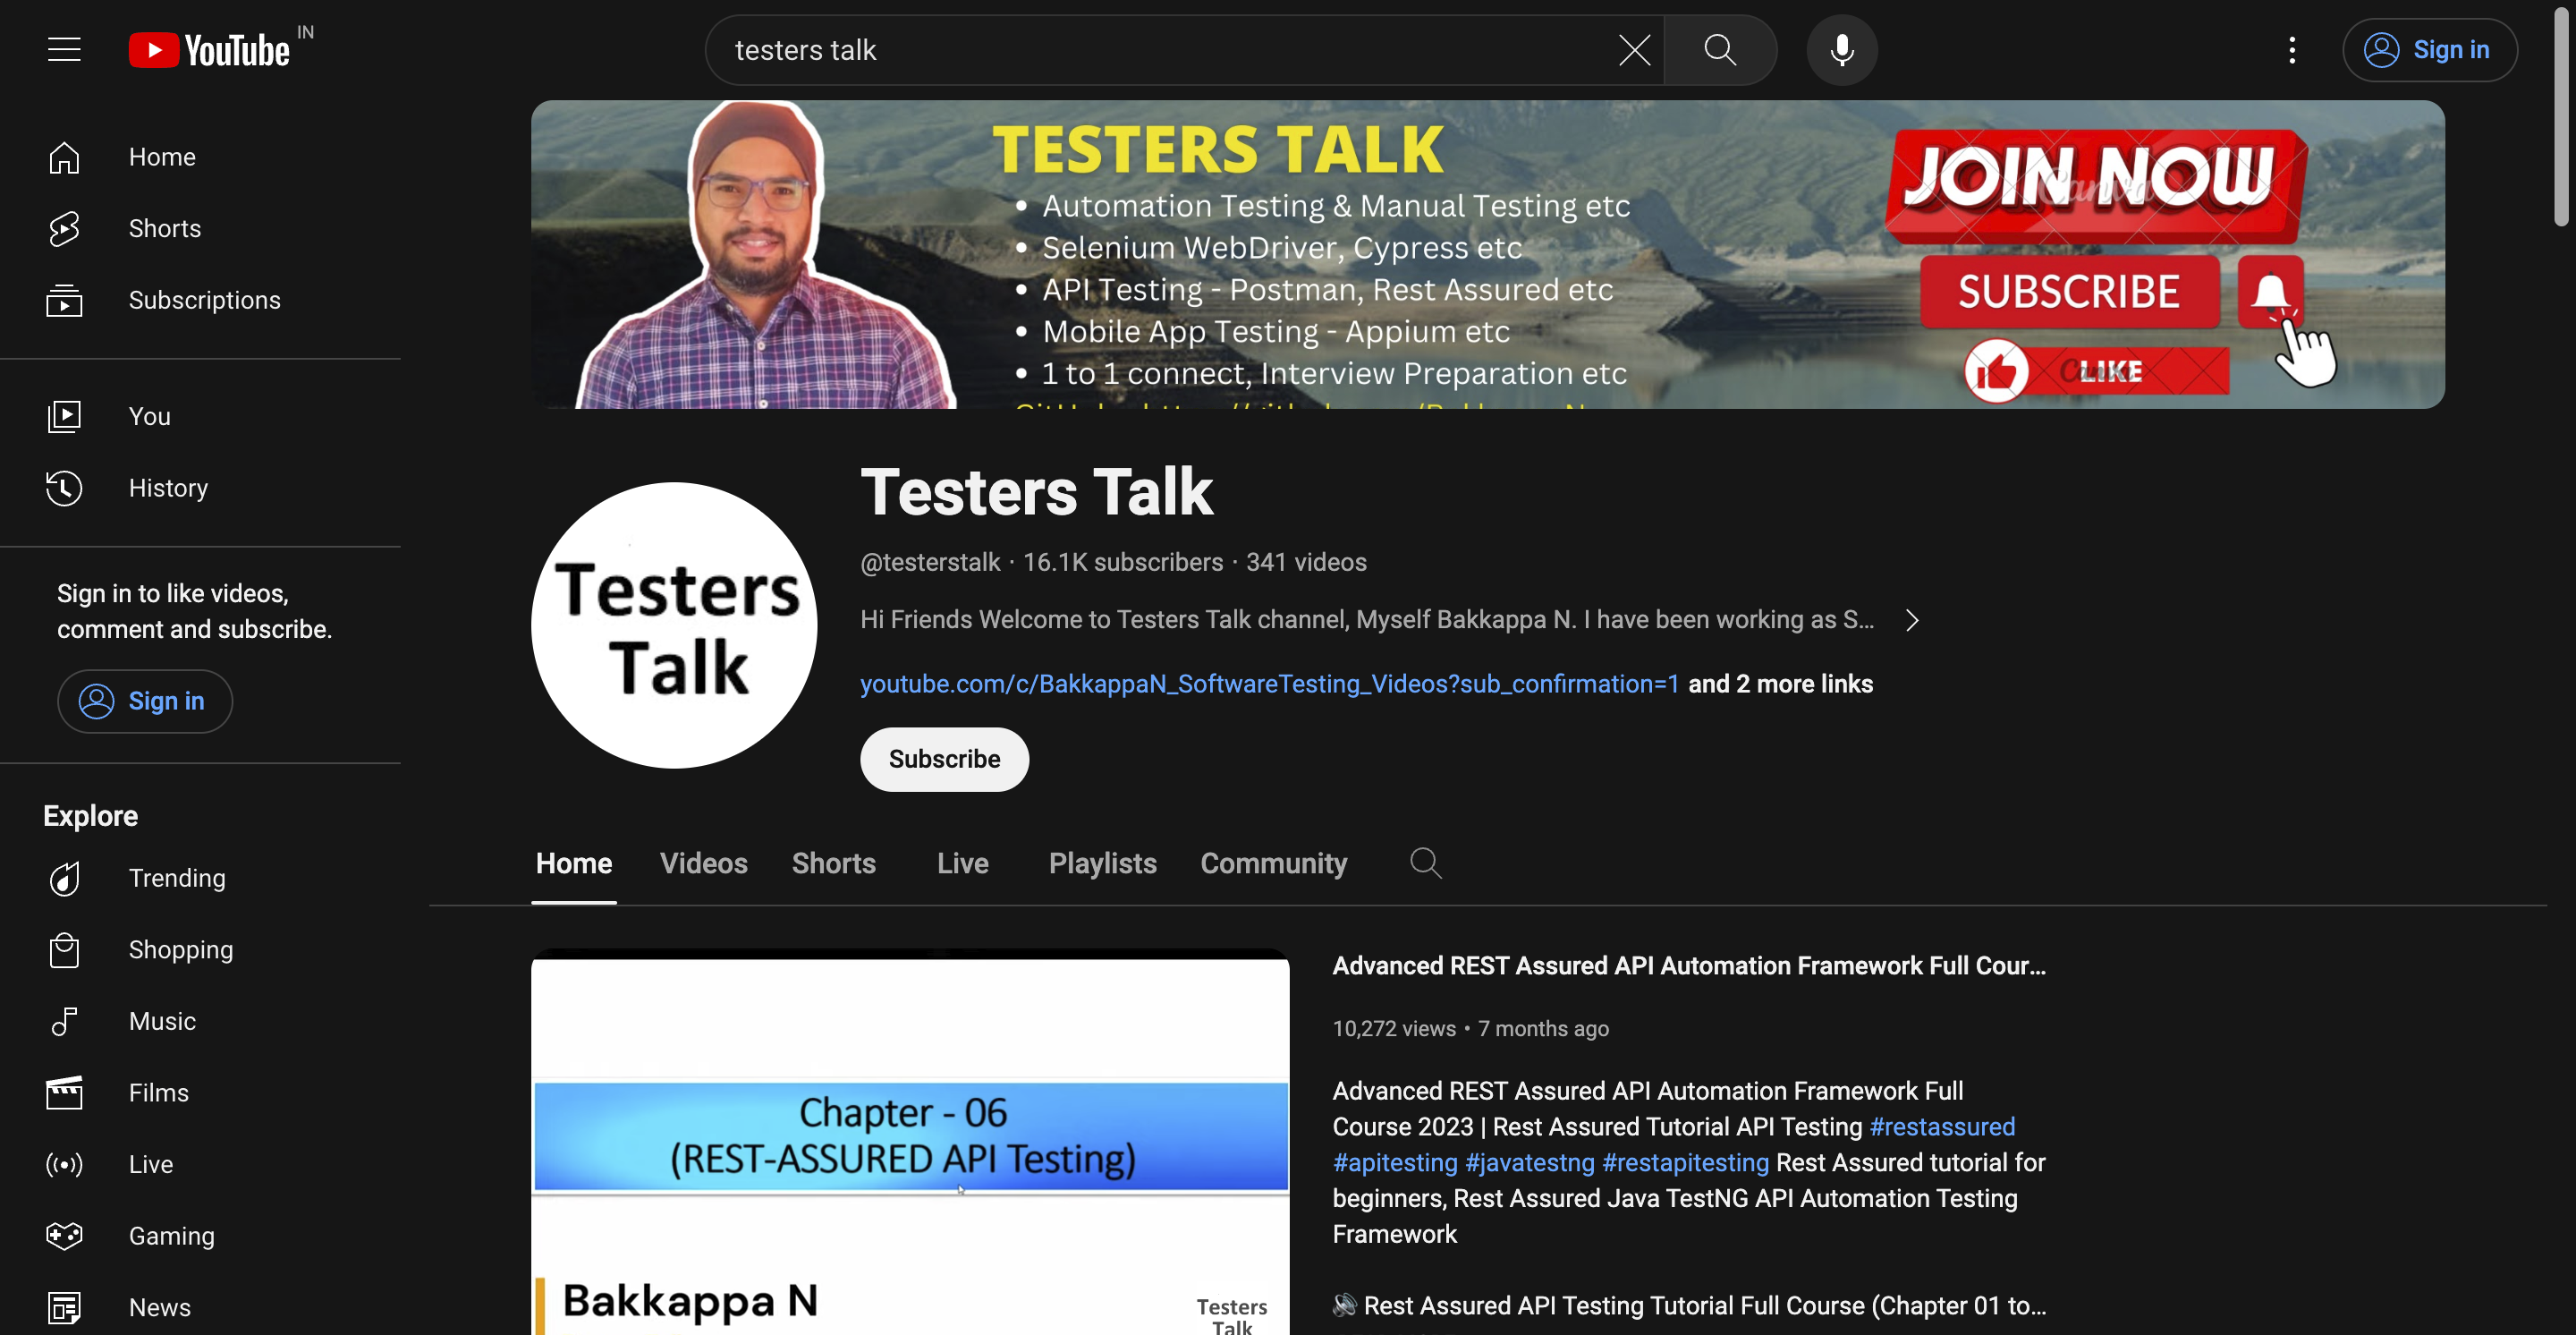 YouTube IN
testers talk
Sign in
Home
Shorts
Subscriptions
You
History
Sign in to like videos,
comment and subscribe.
Sign in
Explore
Trending
Shopping
Music
Films
Live
Gaming
News
TESTERS TALK
• Automation Testing & Manual Testing etc
• Selenium WebDriver, Cypress etc
• API Testing - Postman, Rest Assured etc
• Mobile App Testing - Appium etc
• 1 to 1 connect, Interview Preparation etc
JOIN NOW
Canva
SUBSCRIBE
LIKE
Testers
Talk
Testers Talk
@testerstalk · 16.1K subscribers · 341 videos
Hi Friends Welcome to Testers Talk channel, Myself Bakkappa N. I have been working as S...
youtube.com/c/BakkappaN_SoftwareTesting_Videos?sub_confirmation=1 and 2 more links
Subscribe
Home Videos Shorts Live Playlists Community
Chapter - 06
(REST-ASSURED API Testing)
Bakkappa N
Testers
Talk
Advanced REST Assured API Automation Framework Full Cour...
10,272 views • 7 months ago
Advanced REST Assured API Automation Framework Full
Course 2023 | Rest Assured Tutorial API Testing #restassured
#apitesting #javatestng #restapitesting Rest Assured tutorial for
beginners, Rest Assured Java TestNG API Automation Testing
Framework
🔊 Rest Assured API Testing Tutorial Full Course (Chapter 01 to...